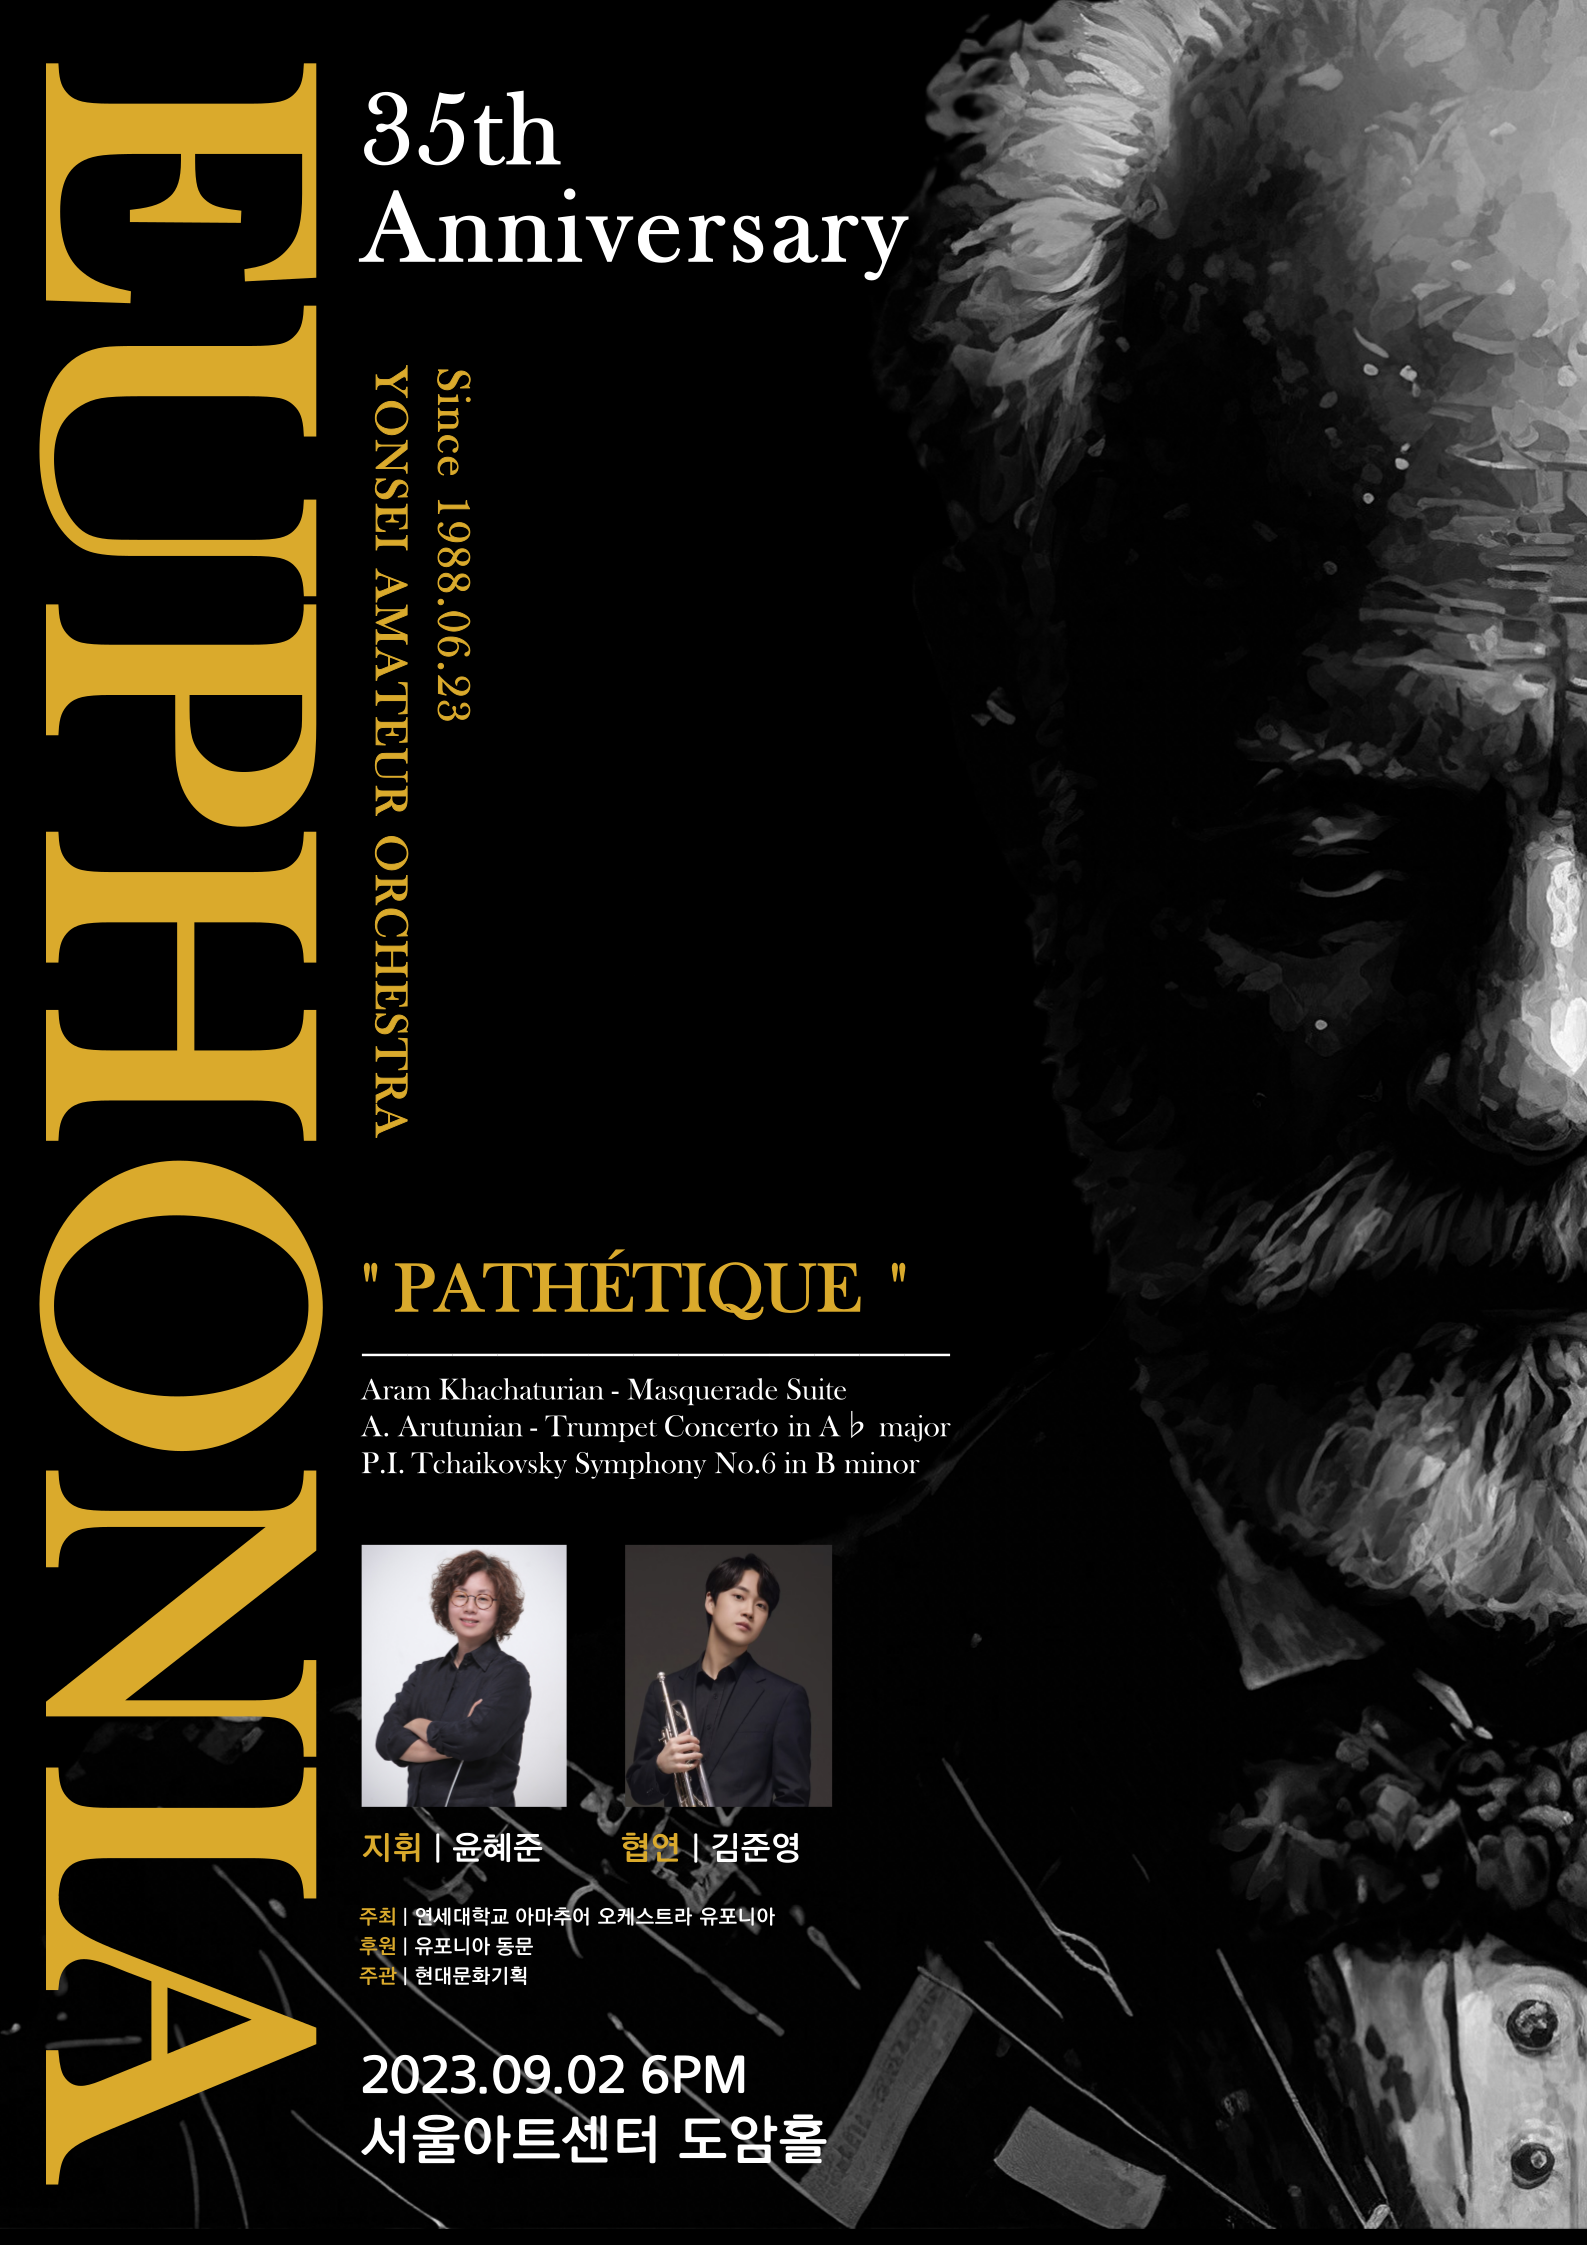 EUPHONIA
35th
Anniversary
Since 1988.06.23
YONSEI AMATEUR ORCHESTRA
" PATHÉTIQUE "
Aram Khachaturian - Masquerade Suite
A. Arutunian - Trumpet Concerto in A♭ major
P.I. Tchaikovsky Symphony No.6 in B minor
지휘 | 윤혜준
협연 | 김준영
주최 | 연세대학교 아마추어 오케스트라 유포니아
후원 | 유포니아 동문
주관 | 현대문화기획
2023.09.02 6PM
서울아트센터 도암홀